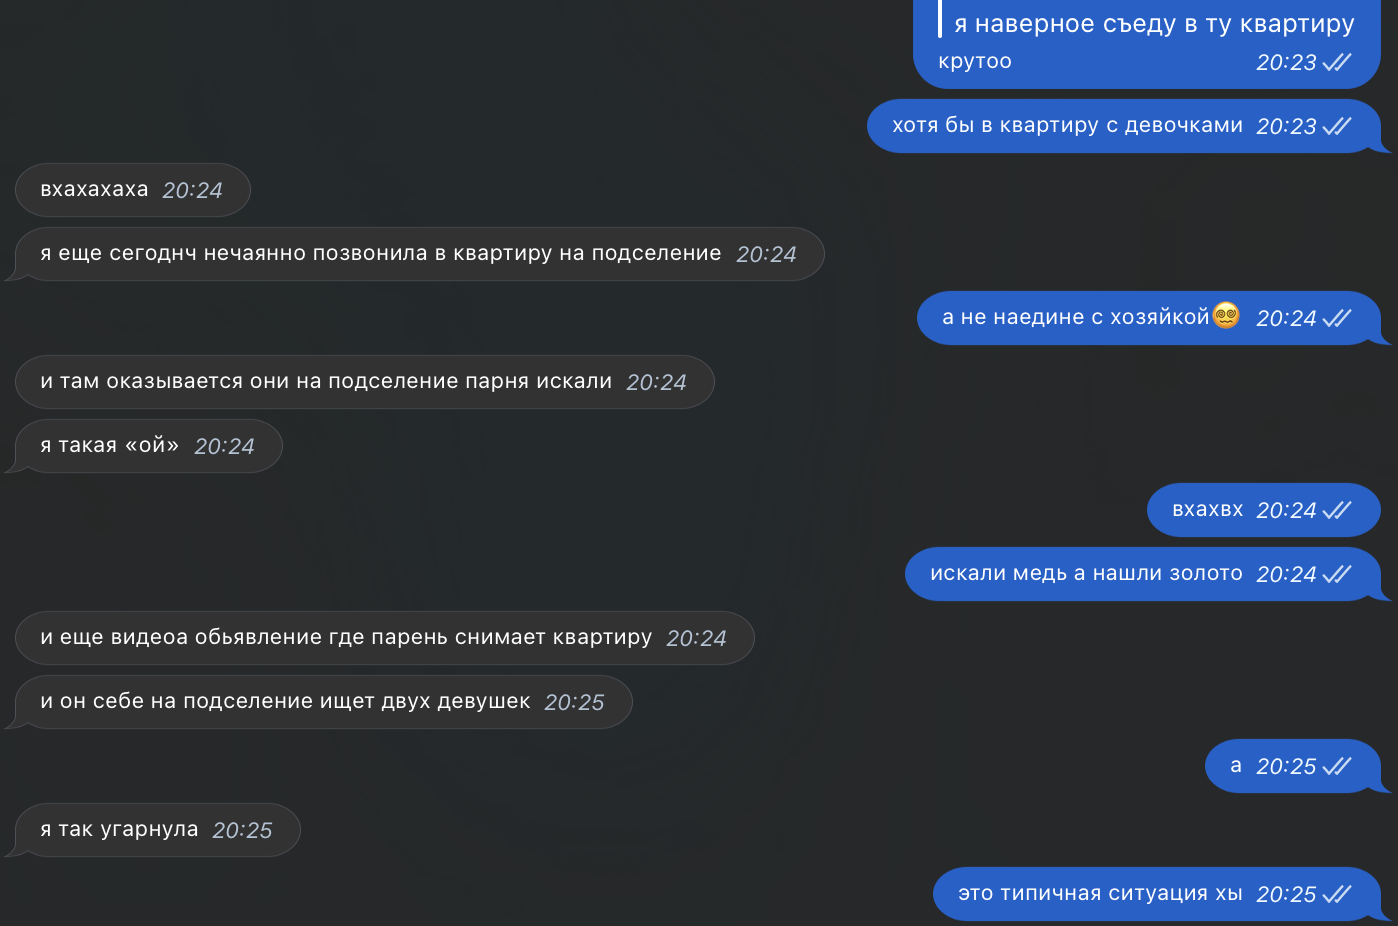 я наверное съеду в ту квартиру
крутоо 20:23
хотя бы в квартиру с девочками 20:23
вхахахаха 20:24
я еще сегоднч нечаянно позвонила в квартиру на подселение 20:24
а не наедине с хозяйкой😵‍💫 20:24
и там оказывается они на подселение парня искали 20:24
я такая «ой» 20:24
вхахвх 20:24
искали медь а нашли золото 20:24
и еще видеоа обьявление где парень снимает квартиру 20:24
и он себе на подселение ищет двух девушек 20:25
а 20:25
я так угарнула 20:25
это типичная ситуация хы 20:25